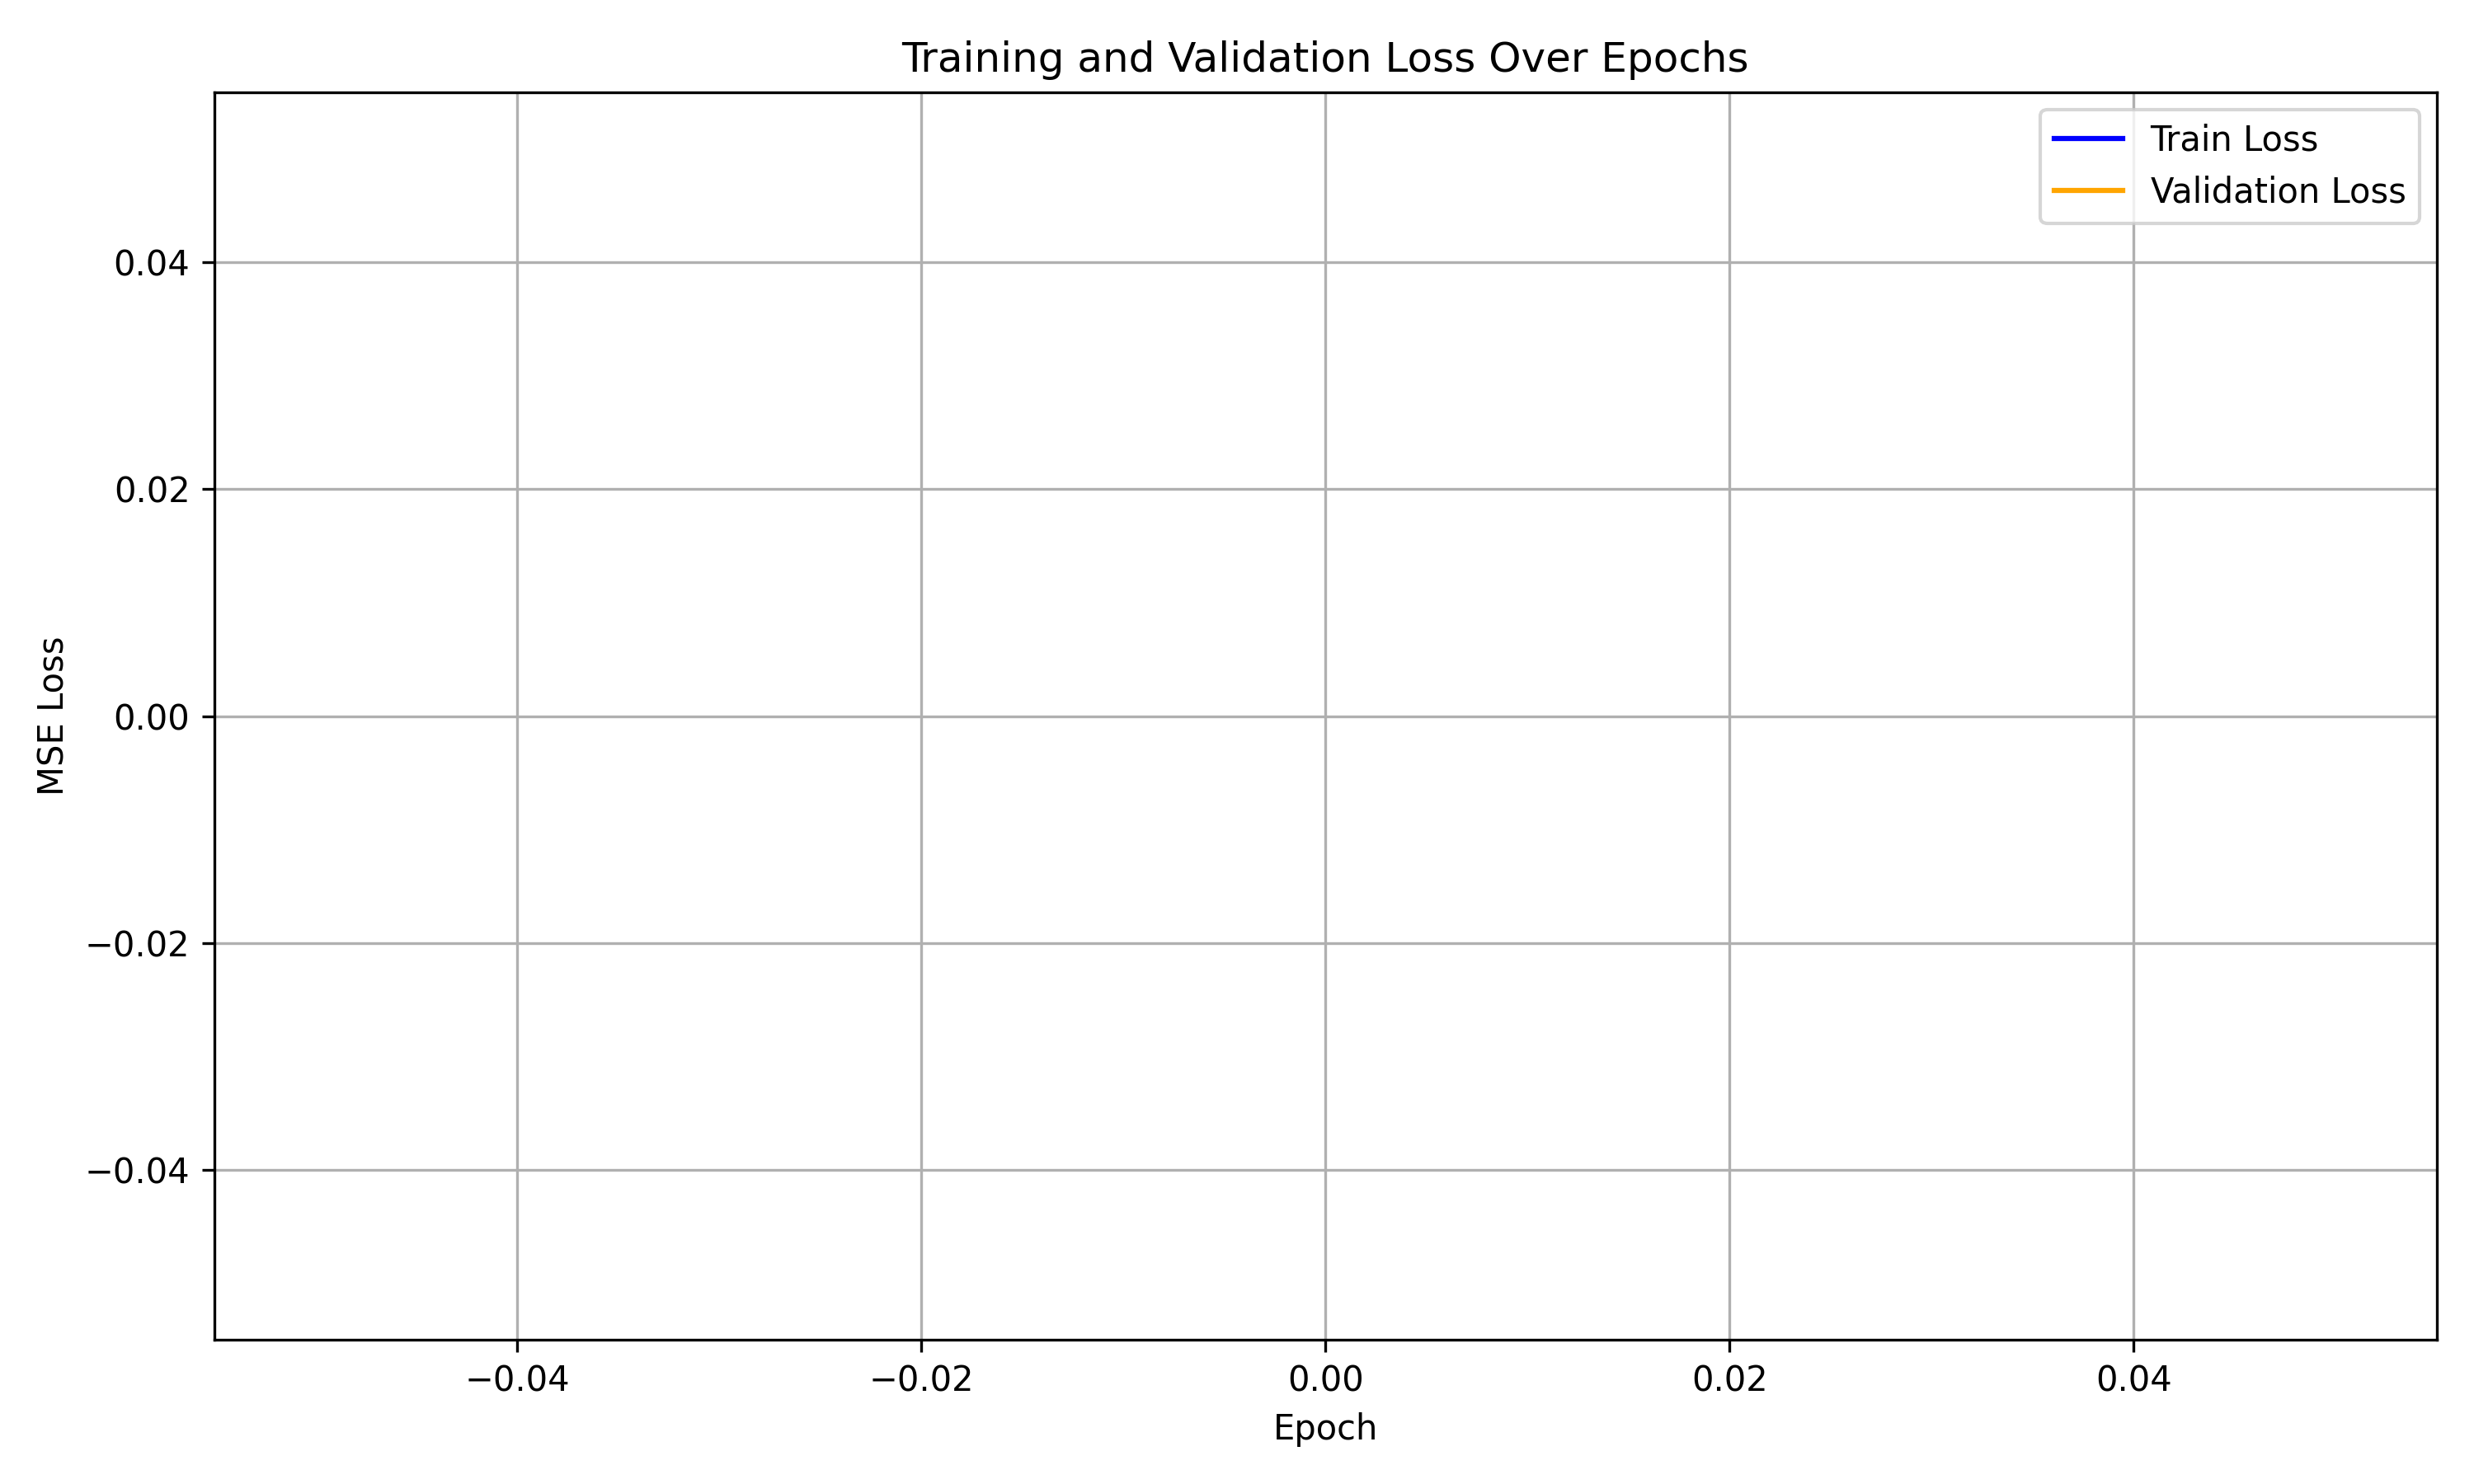 Training and Validation Loss Over Epochs
Train Loss
Validation Loss
0.04
0.02
0.00
−0.02
−0.04
MSE Loss
−0.04
−0.02
0.00
0.02
0.04
Epoch